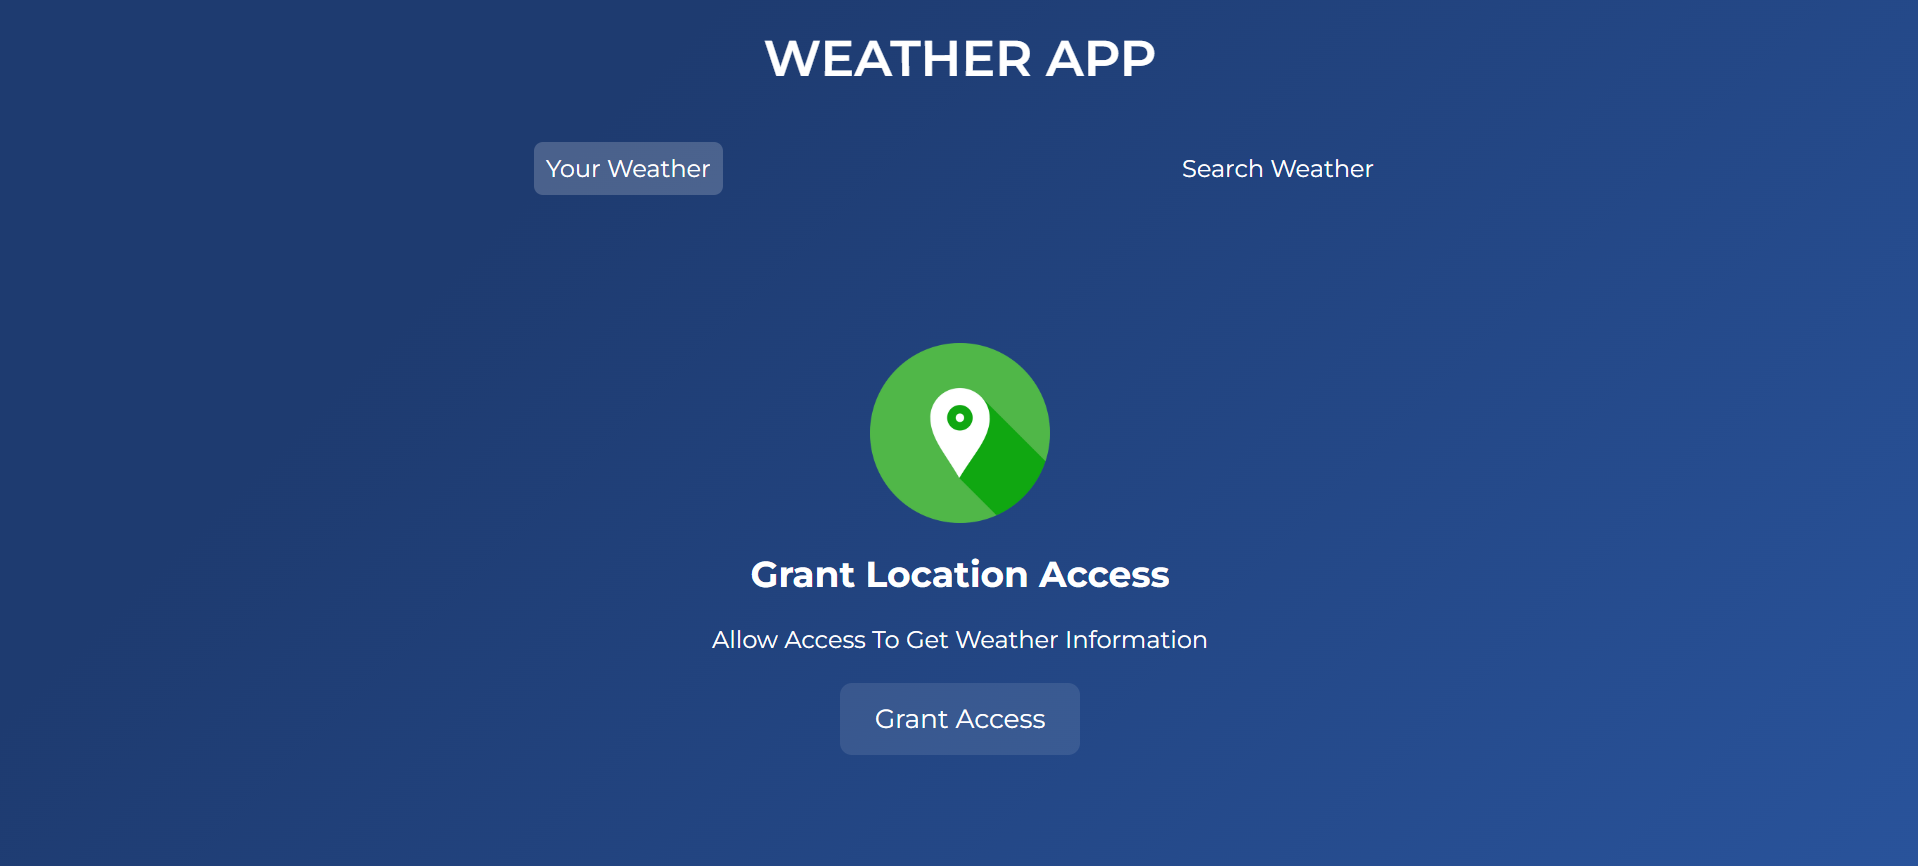 WEATHER APP
Your Weather
Search Weather
Grant Location Access
Allow Access To Get Weather Information
Grant Access